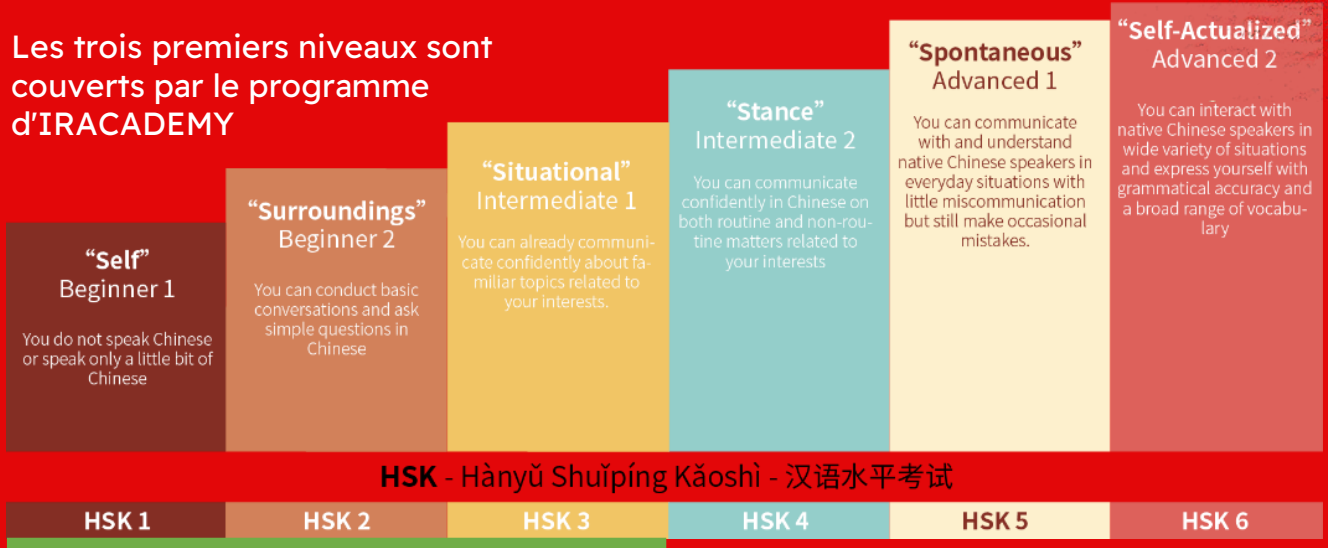 Les trois premiers niveaux sont
couverts par le programme
d'IRACADEMY
“Self”
Beginner 1
You do not speak Chinese
or speak only a little bit of
Chinese
“Surroundings”
Beginner 2
You can conduct basic
conversations and ask
simple questions in
Chinese
“Situational”
Intermediate 1
You can already communi-
cate confidently about fa-
miliar topics related to
your interests.
“Stance”
Intermediate 2
You can communicate
confidently in Chinese on
both routine and non-rou-
tine matters related to
your interests
“Spontaneous”
Advanced 1
You can communicate
with and understand
native Chinese speakers in
everyday situations with
little miscommunication
but still make occasional
mistakes.
“Self-Actualized”
Advanced 2
You can interact with
native Chinese speakers in
wide variety of situations
and express yourself with
grammatical accuracy and
a broad range of vocabu-
lary
HSK - Hànyǔ Shuǐpíng Kǎoshì - 汉语水平考试
HSK 1
HSK 2
HSK 3
HSK 4
HSK 5
HSK 6